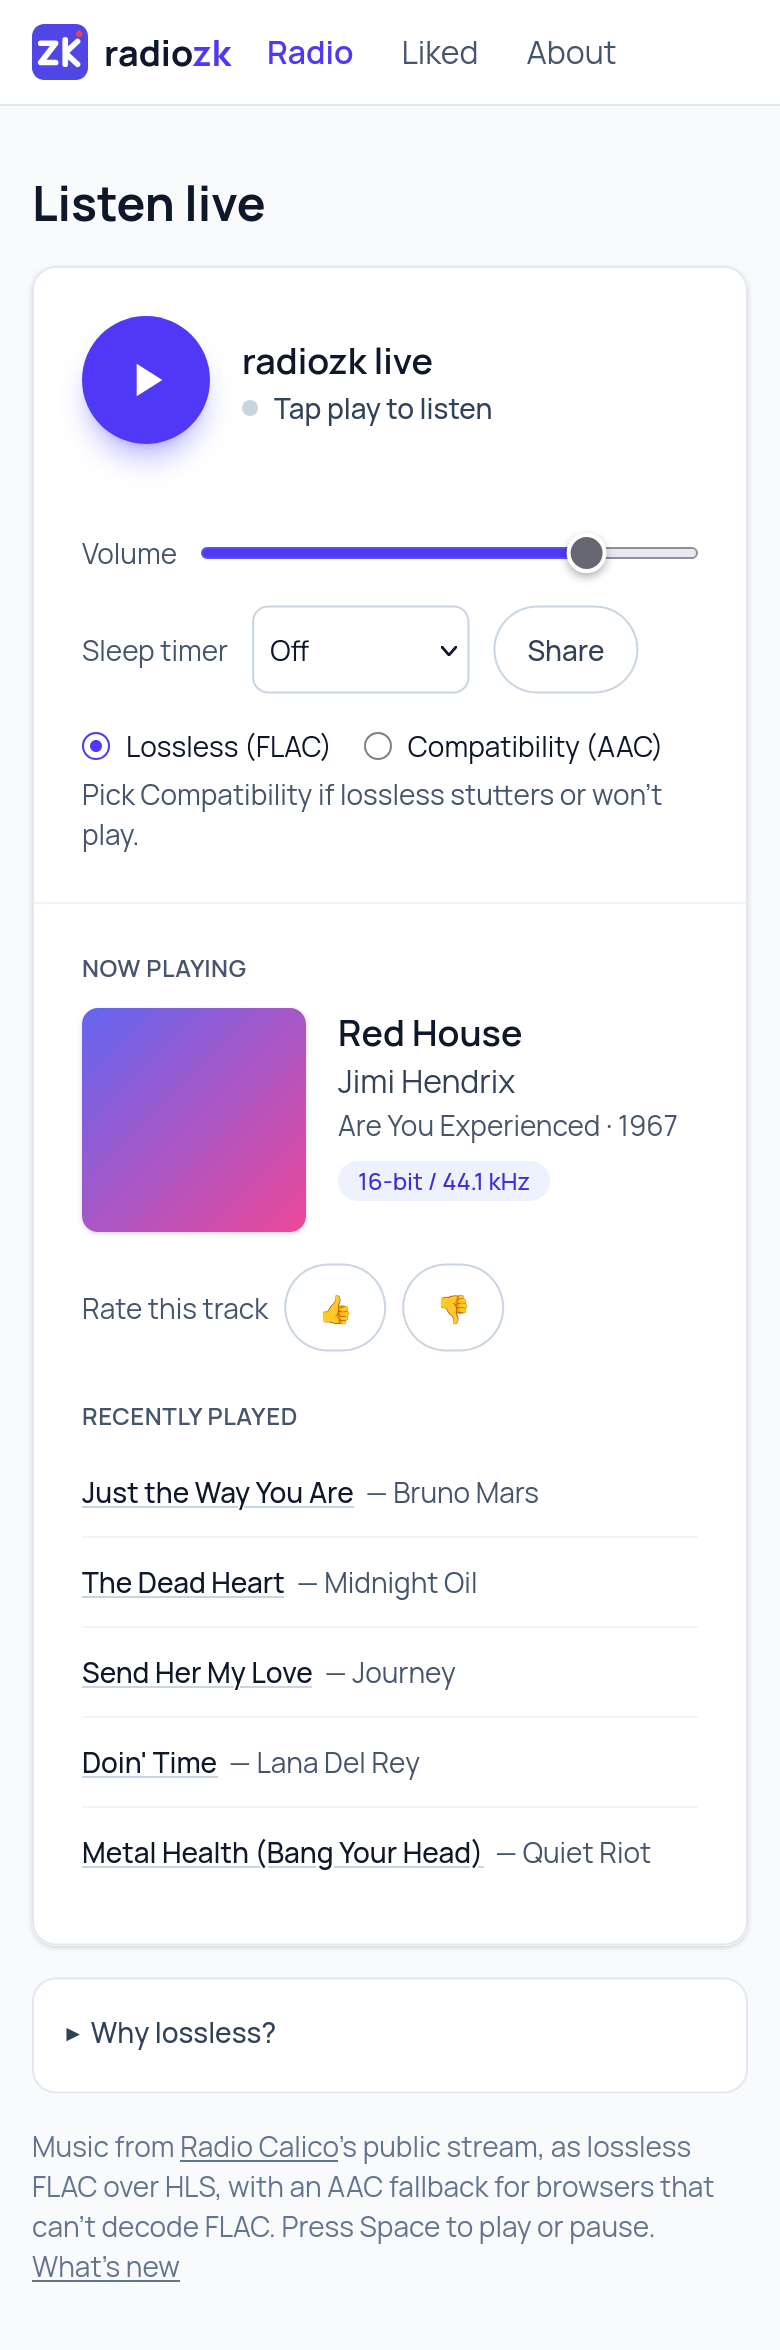 zk radiozk Radio Liked About
Listen live
radiozk live
Tap play to listen
Volume
Sleep timer Off Share
Lossless (FLAC) Compatibility (AAC)
Pick Compatibility if lossless stutters or won’t
play.
NOW PLAYING
Red House
Jimi Hendrix
Are You Experienced · 1967
16-bit / 44.1 kHz
Rate this track 👍 👎
RECENTLY PLAYED
Just the Way You Are — Bruno Mars
The Dead Heart — Midnight Oil
Send Her My Love — Journey
Doin' Time — Lana Del Rey
Metal Health (Bang Your Head) — Quiet Riot
▸ Why lossless?
Music from Radio Calico’s public stream, as lossless
FLAC over HLS, with an AAC fallback for browsers that
can’t decode FLAC. Press Space to play or pause.
What’s new